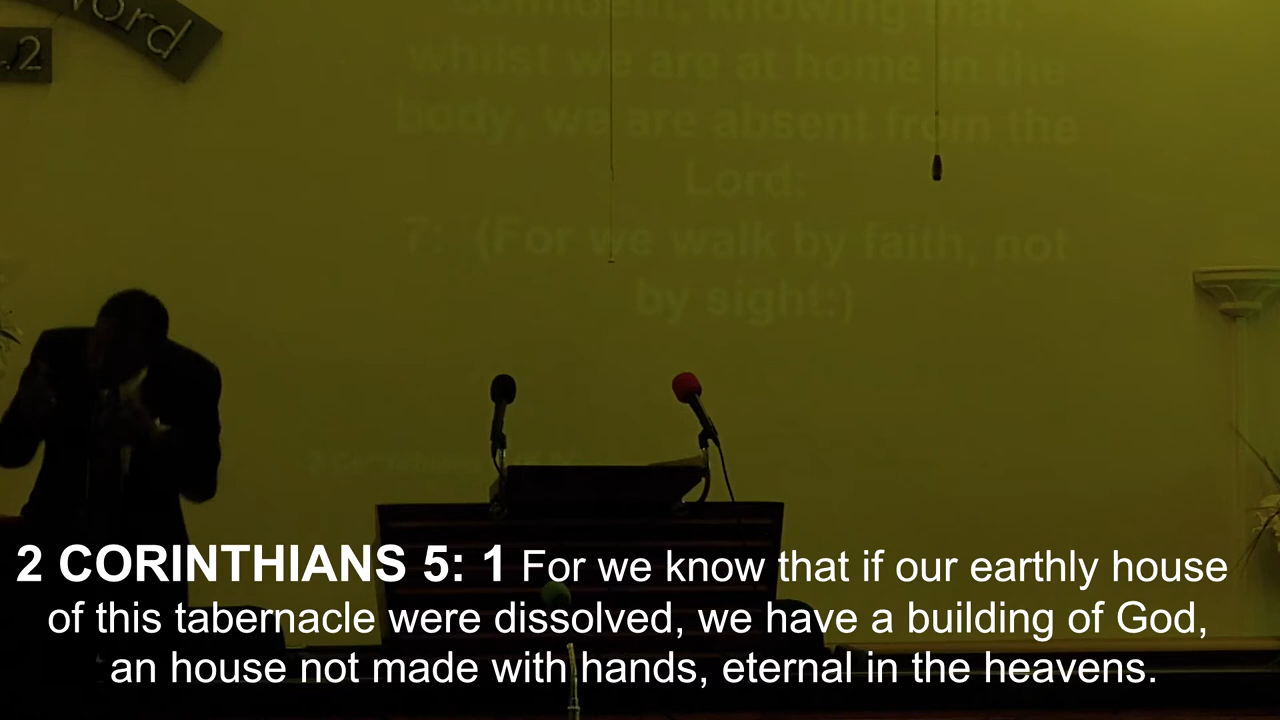 Word
.2
confident, knowing that,
whilst we are at home in the
body, we are absent from the
Lord:
7: (For we walk by faith, not
by sight:)
2 CORINTHIANS 5: 1 For we know that if our earthly house
of this tabernacle were dissolved, we have a building of God,
an house not made with hands, eternal in the heavens.